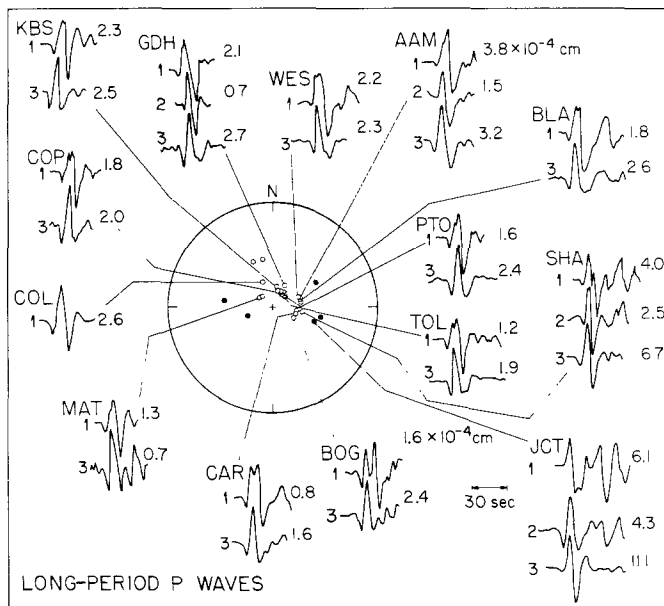 KBS
1 2.3
3 2.5
GDH
1 2.1
2 0.7
3 2.7
WES
1 2.2
3 2.3
AAM
1 3.8 × 10⁻⁴ cm
2 1.5
3 3.2
BLA
1 1.8
3 2.6
COP
1 1.8
3 2.0
N
PTO
1 1.6
3 2.4
SHA
1 4.0
2 2.5
3 6.7
COL
1 2.6
TOL
1 1.2
3 1.9
MAT
1 1.3
3 0.7
CAR
1 0.8
3 1.6
BOG
1.6 × 10⁻⁴ cm
1
3 2.4
30 sec
JCT
1 6.1
2 4.3
3 11.1
LONG-PERIOD P WAVES